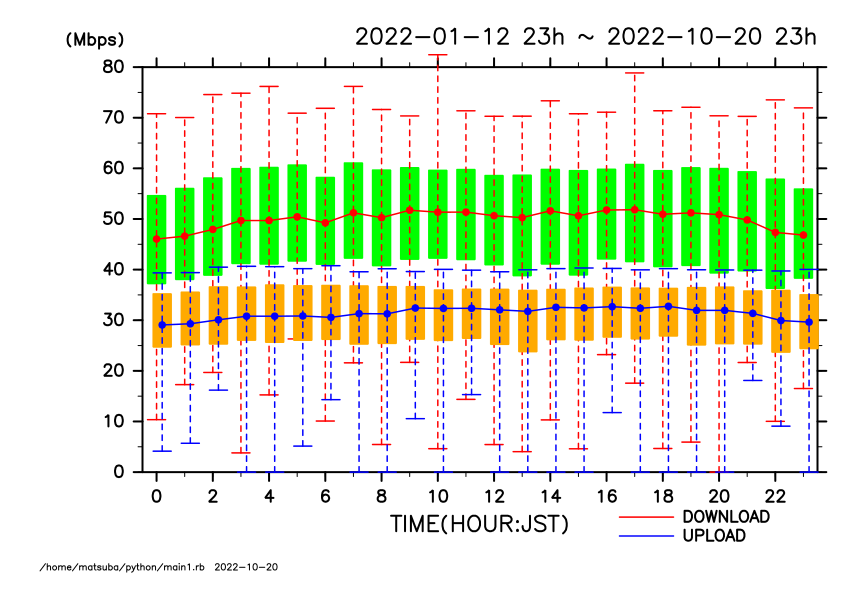 (Mbps) 2022-01-12 23h ~ 2022-10-20 23h
80
70
60
50
40
30
20
10
0
0 2 4 6 8 10 12 14 16 18 20 22
TIME(HOUR:JST)
DOWNLOAD
UPLOAD
/home/matsuba/python/main1.rb 2022-10-20